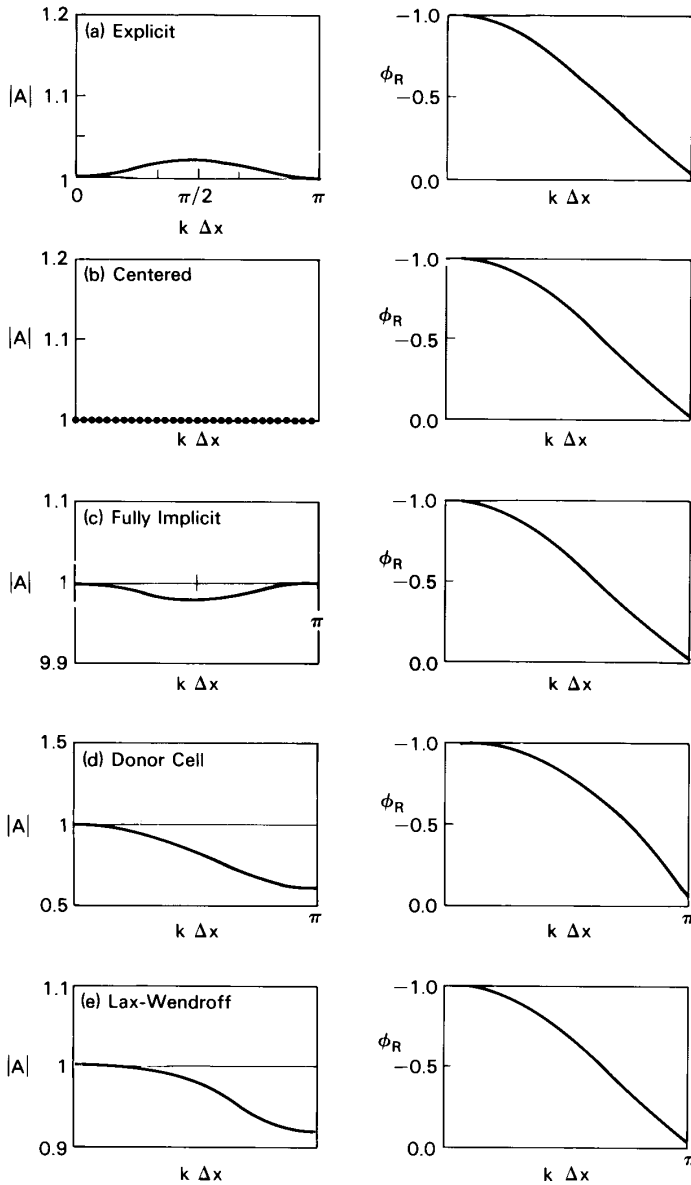 1.2
(a) Explicit
|A|
1.1
1
0
π/2
π
k Δx
−1.0
ϕR
−0.5
0.0
k Δx
1.2
(b) Centered
|A|
1.1
1
k Δx
−1.0
ϕR
−0.5
0.0
k Δx
1.1
(c) Fully Implicit
|A|
1
π
9.9
k Δx
−1.0
ϕR
−0.5
0.0
k Δx
1.5
(d) Donor Cell
|A|
1
0.5
π
k Δx
−1.0
ϕR
−0.5
0.0
π
k Δx
1.1
(e) Lax-Wendroff
|A|
1
0.9
k Δx
−1.0
ϕR
−0.5
0.0
π
k Δx